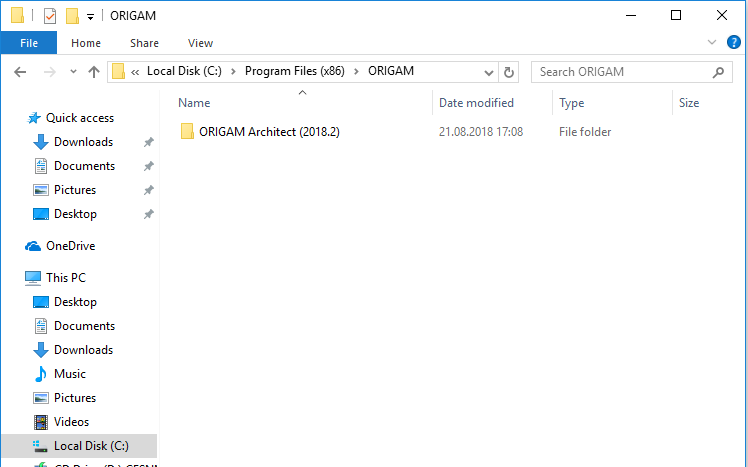 ORIGAM
File Home Share View
« Local Disk (C:) > Program Files (x86) > ORIGAM Search ORIGAM
Name Date modified Type Size
ORIGAM Architect (2018.2) 21.08.2018 17:08 File folder
Quick access
Downloads
Documents
Pictures
Desktop
OneDrive
This PC
Desktop
Documents
Downloads
Music
Pictures
Videos
Local Disk (C:)